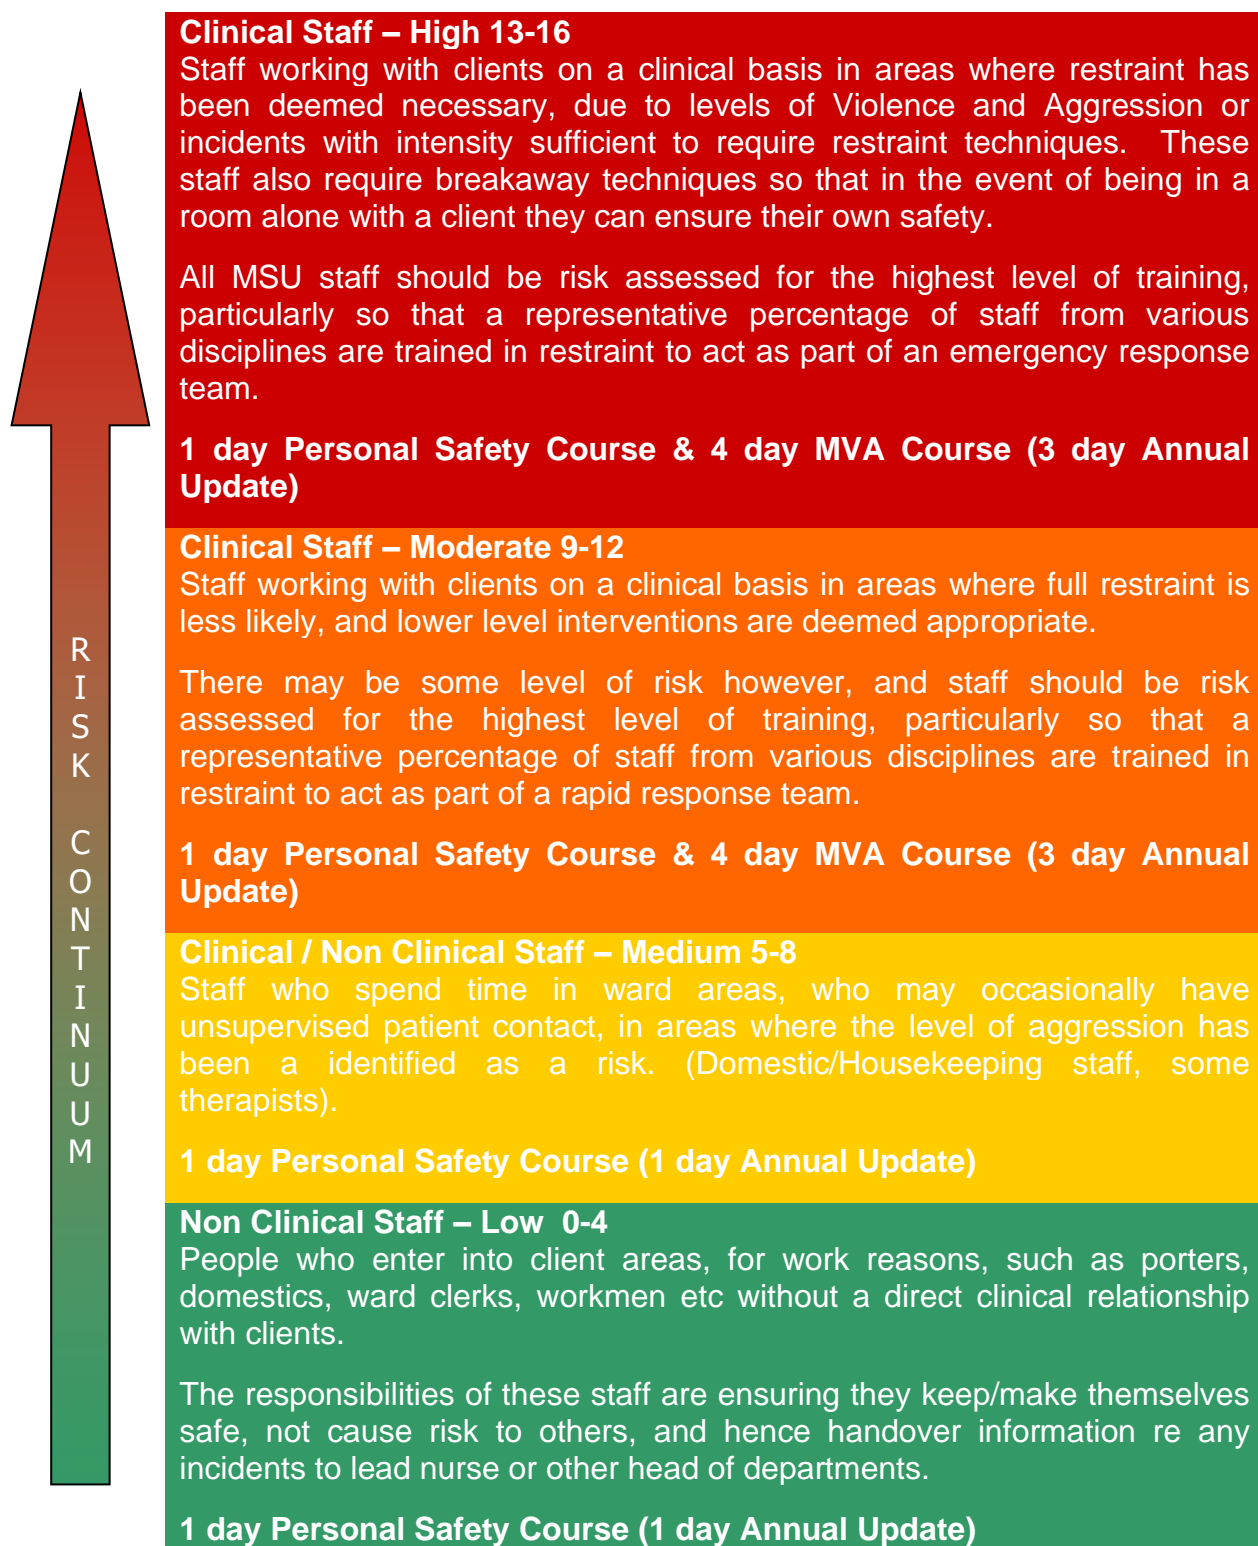 Clinical Staff – High 13-16
Staff working with clients on a clinical basis in areas where restraint has
been deemed necessary, due to levels of Violence and Aggression or
incidents with intensity sufficient to require restraint techniques.  These
staff also require breakaway techniques so that in the event of being in a
room alone with a client they can ensure their own safety.
All MSU staff should be risk assessed for the highest level of training,
particularly so that a representative percentage of staff from various
disciplines are trained in restraint to act as part of an emergency response
team.
1 day Personal Safety Course & 4 day MVA Course (3 day Annual
Update)
Clinical Staff – Moderate 9-12
Staff working with clients on a clinical basis in areas where full restraint is
less likely, and lower level interventions are deemed appropriate.
There may be some level of risk however, and staff should be risk
assessed for the highest level of training, particularly so that a
representative percentage of staff from various disciplines are trained in
restraint to act as part of a rapid response team.
1 day Personal Safety Course & 4 day MVA Course (3 day Annual
Update)
Clinical / Non Clinical Staff – Medium 5-8
Staff who spend time in ward areas, who may occasionally have
unsupervised patient contact, in areas where the level of aggression has
been a identified as a risk. (Domestic/Housekeeping staff, some
therapists).
1 day Personal Safety Course (1 day Annual Update)
Non Clinical Staff – Low  0-4
People who enter into client areas, for work reasons, such as porters,
domestics, ward clerks, workmen etc without a direct clinical relationship
with clients.
The responsibilities of these staff are ensuring they keep/make themselves
safe, not cause risk to others, and hence handover information re any
incidents to lead nurse or other head of departments.
1 day Personal Safety Course (1 day Annual Update)
RISK CONTINUUM